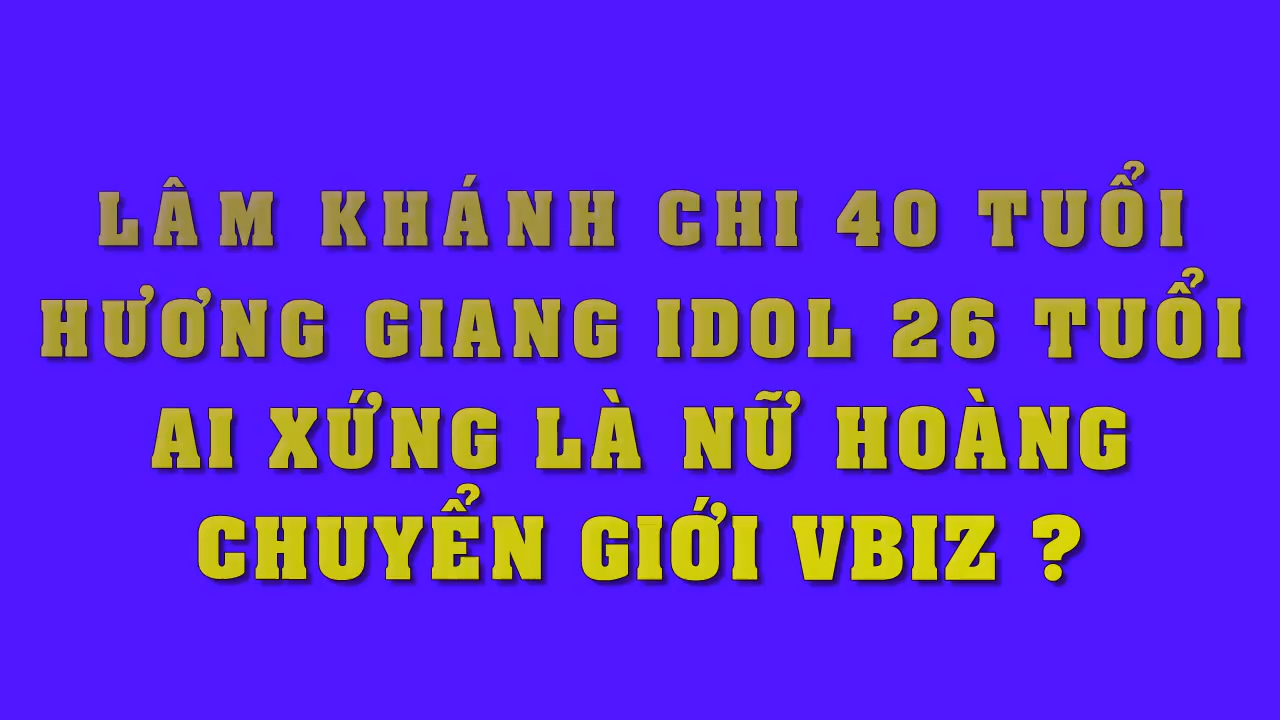 LÂM KHÁNH CHI 40 TUỔI
HƯƠNG GIANG IDOL 26 TUỔI
AI XỨNG LÀ NỮ HOÀNG
CHUYỂN GIỚI VBIZ ?